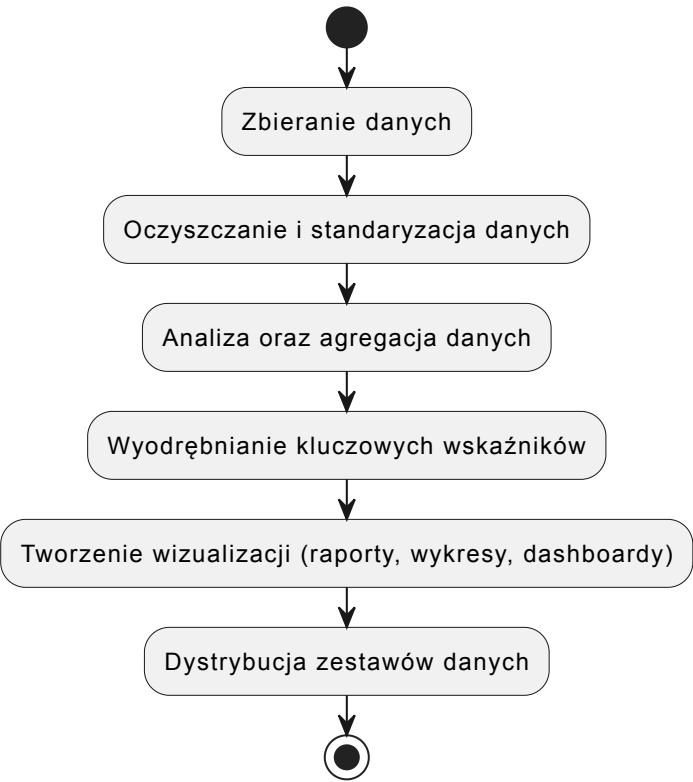 Zbieranie danych
Oczyszczanie i standaryzacja danych
Analiza oraz agregacja danych
Wyodrębnianie kluczowych wskaźników
Tworzenie wizualizacji (raporty, wykresy, dashboardy)
Dystrybucja zestawów danych